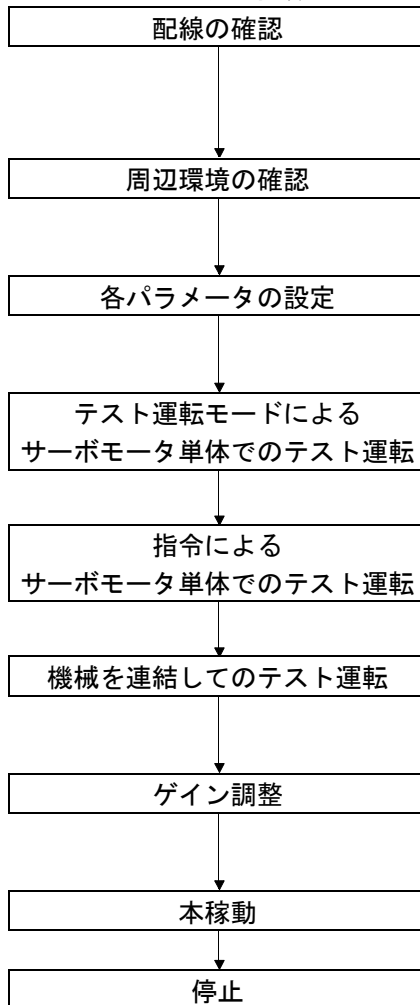 配線の確認
周辺環境の確認
各パラメータの設定
テスト運転モードによる
サーボモータ単体でのテスト運転
指令による
サーボモータ単体でのテスト運転
機械を連結してのテスト運転
ゲイン調整
本稼動
停止